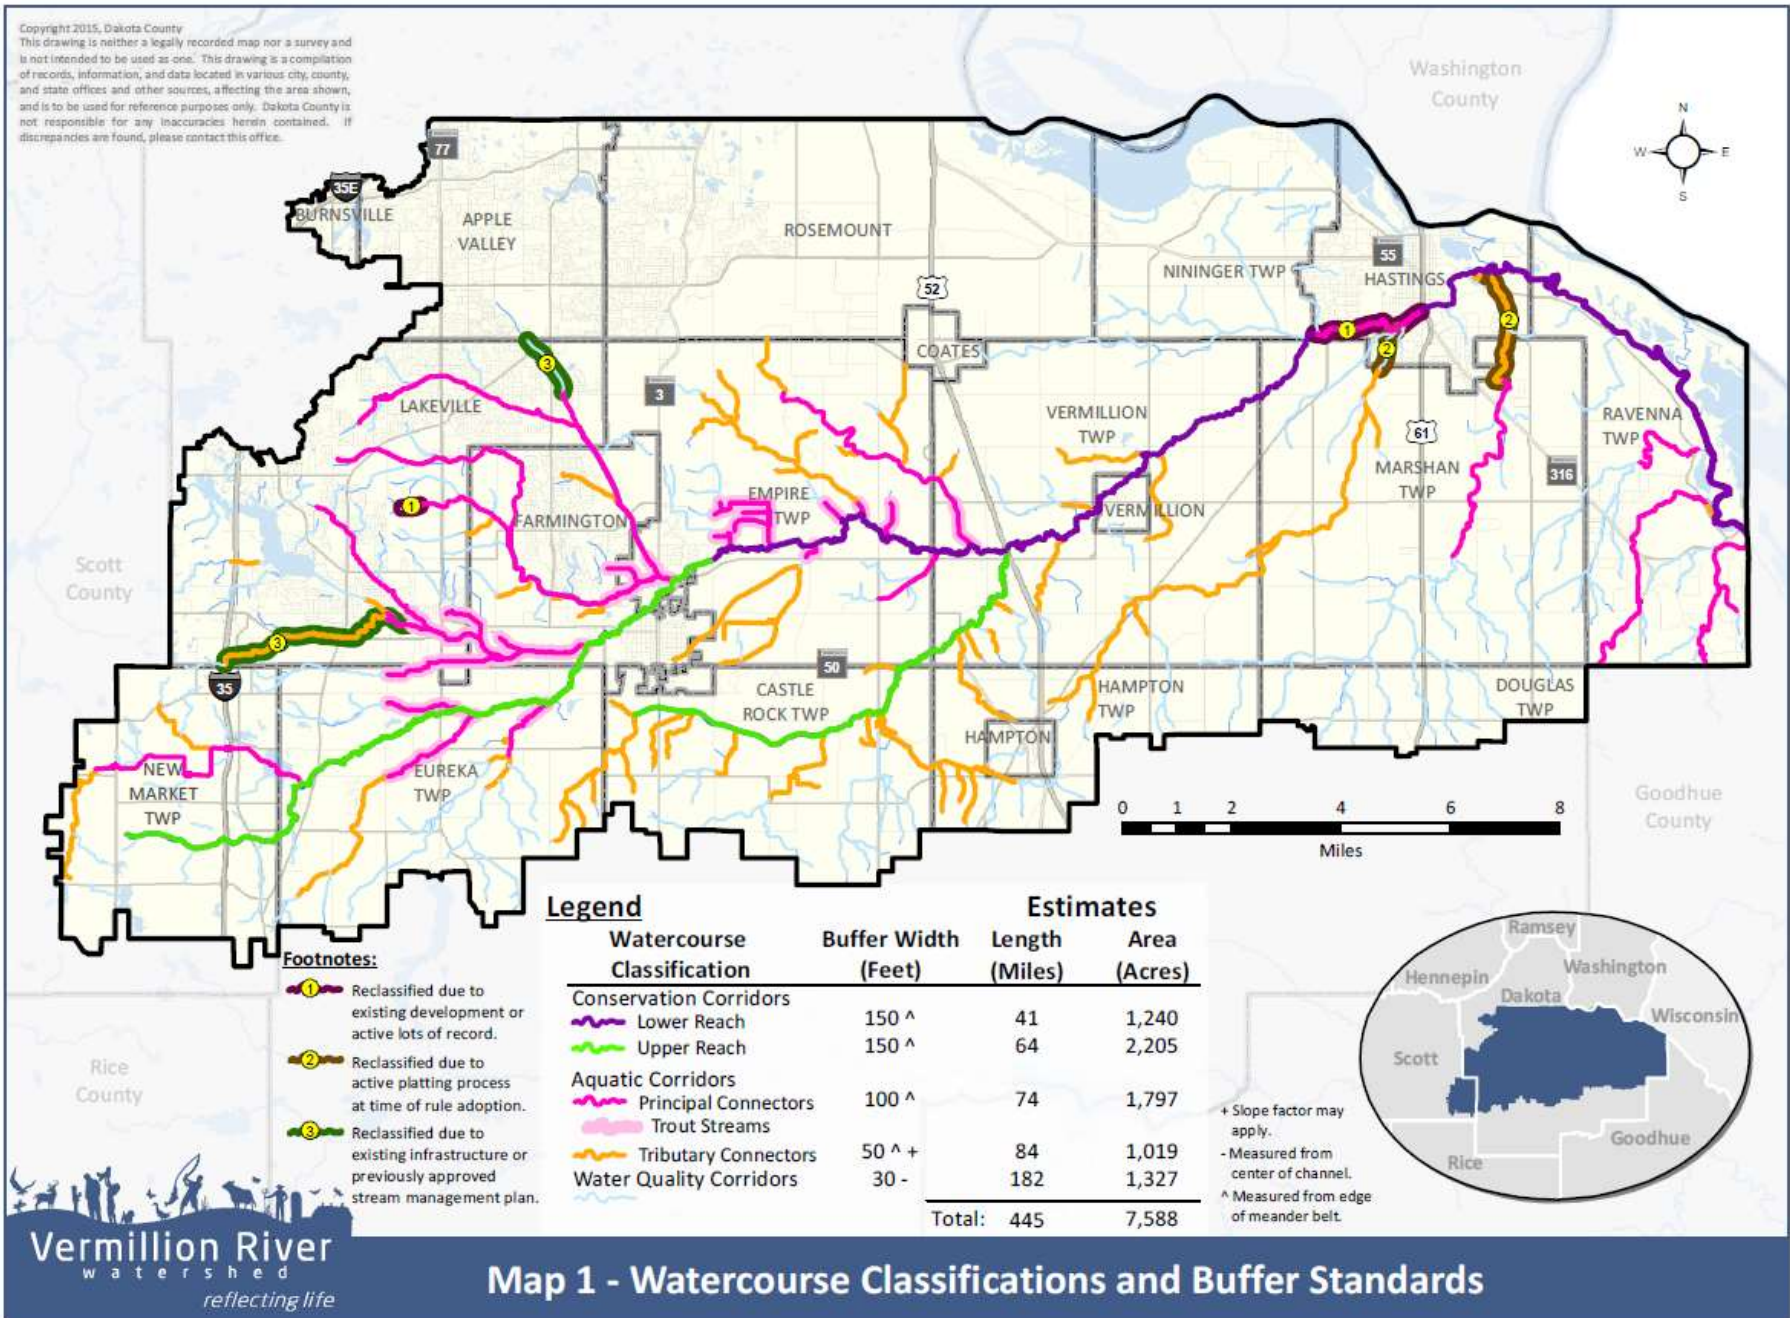 Copyright 2015, Dakota County
This drawing is neither a legally recorded map nor a survey and
is not intended to be used as one. This drawing is a compilation
of records, information, and data located in various city, county,
and state offices and other sources, affecting the area shown,
and is to be used for reference purposes only. Dakota County is
not responsible for any inaccuracies herein contained. If
discrepancies are found, please contact this office.
Washington
County
N
W
E
S
77
35E
BURNSVILLE
APPLE
VALLEY
ROSEMOUNT
NININGER TWP
55
HASTINGS
52
COATES
1
2
2
3
LAKEVILLE
3
VERMILLION
TWP
61
RAVENNA
TWP
MARSHAN
TWP
316
1
FARMINGTON
EMPIRE
TWP
VERMILLION
Scott
County
3
35
50
CASTLE
ROCK TWP
HAMPTON
TWP
DOUGLAS
TWP
HAMPTON
NEW
MARKET
TWP
EUREKA
TWP
0 1 2 4 6 8
Miles
Goodhue
County
Rice
County
Footnotes:
1 Reclassified due to
existing development or
active lots of record.
2 Reclassified due to
active platting process
at time of rule adoption.
3 Reclassified due to
existing infrastructure or
previously approved
stream management plan.
Legend
Estimates
Watercourse Buffer Width Length Area
Classification (Feet) (Miles) (Acres)
Conservation Corridors
Lower Reach 150 ^ 41 1,240
Upper Reach 150 ^ 64 2,205
Aquatic Corridors
Principal Connectors 100 ^ 74 1,797
Trout Streams
Tributary Connectors 50 ^ + 84 1,019
Water Quality Corridors 30 - 182 1,327
Total: 445 7,588
+ Slope factor may
apply.
- Measured from
center of channel.
^ Measured from edge
of meander belt.
Ramsey
Hennepin
Washington
Dakota
Wisconsin
Scott
Goodhue
Rice
Vermillion River
watershed
reflecting life
Map 1 - Watercourse Classifications and Buffer Standards